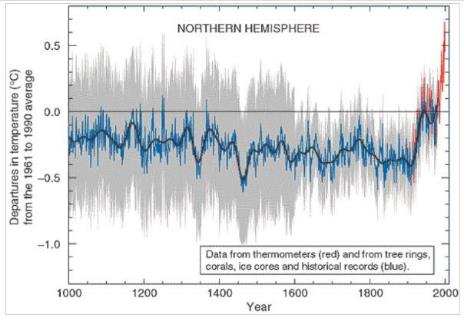 NORTHERN HEMISPHERE
Departures in temperature (°C)
from the 1961 to 1990 average
0.5
0.0
−0.5
−1.0
Data from thermometers (red) and from tree rings,
corals, ice cores and historical records (blue).
1000 1200 1400 1600 1800 2000
Year